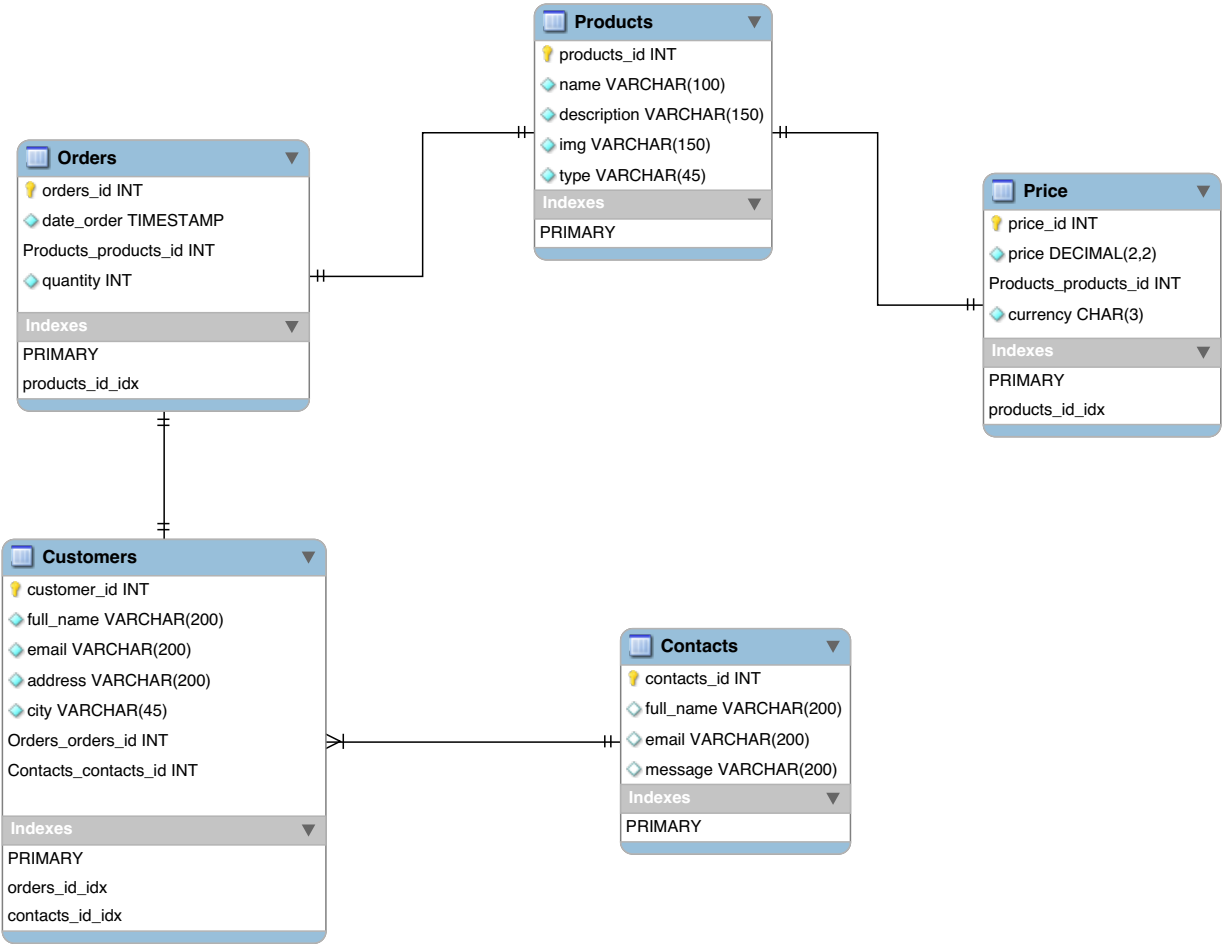 Products
products_id INT
name VARCHAR(100)
description VARCHAR(150)
img VARCHAR(150)
type VARCHAR(45)
Indexes
PRIMARY
Orders
orders_id INT
date_order TIMESTAMP
Products_products_id INT
quantity INT
Indexes
PRIMARY
products_id_idx
Price
price_id INT
price DECIMAL(2,2)
Products_products_id INT
currency CHAR(3)
Indexes
PRIMARY
products_id_idx
Customers
customer_id INT
full_name VARCHAR(200)
email VARCHAR(200)
address VARCHAR(200)
city VARCHAR(45)
Orders_orders_id INT
Contacts_contacts_id INT
Indexes
PRIMARY
orders_id_idx
contacts_id_idx
Contacts
contacts_id INT
full_name VARCHAR(200)
email VARCHAR(200)
message VARCHAR(200)
Indexes
PRIMARY